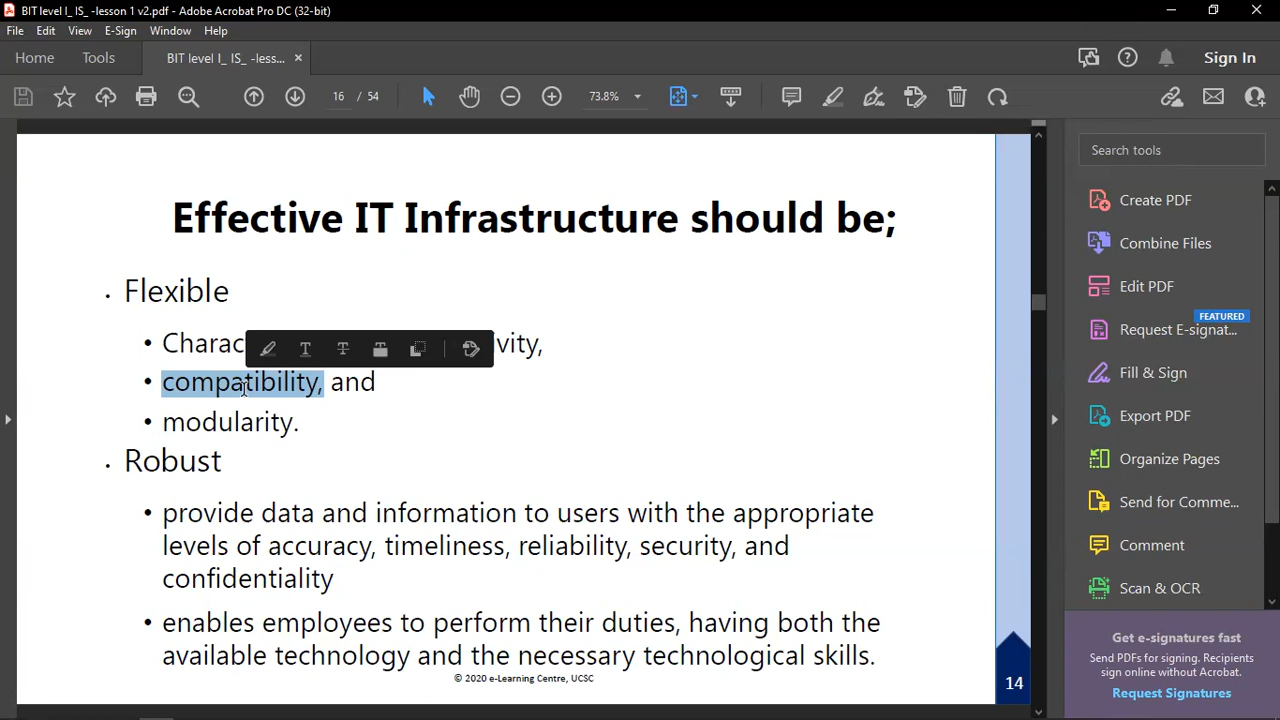 BIT level I_ IS_ -lesson 1 v2.pdf - Adobe Acrobat Pro DC (32-bit)
File Edit View E-Sign Window Help
Home Tools BIT level I_ IS_ -less... × Sign In
16 / 54 73.8%
Search tools
Effective IT Infrastructure should be;
• Flexible
• Charac vity,
• compatibility, and
• modularity.
• Robust
• provide data and information to users with the appropriate
levels of accuracy, timeliness, reliability, security, and
confidentiality
• enables employees to perform their duties, having both the
available technology and the necessary technological skills.
© 2020 e-Learning Centre, UCSC
14
Create PDF
Combine Files
Edit PDF
FEATURED
Request E-signat...
Fill & Sign
Export PDF
Organize Pages
Send for Comme...
Comment
Scan & OCR
Get e-signatures fast
Send PDFs for signing. Recipients
sign online without Acrobat.
Request Signatures